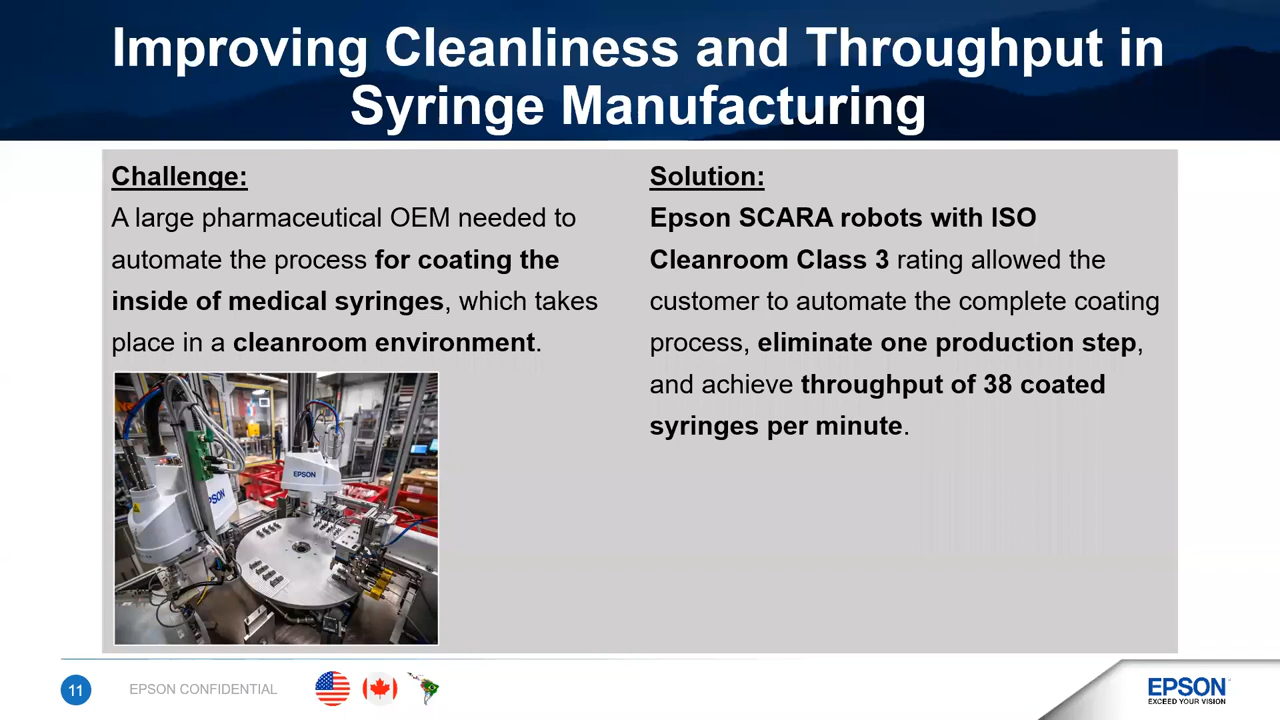 Improving Cleanliness and Throughput in
Syringe Manufacturing
Challenge:
A large pharmaceutical OEM needed to
automate the process for coating the
inside of medical syringes, which takes
place in a cleanroom environment.
EPSON
EPSON
Solution:
Epson SCARA robots with ISO
Cleanroom Class 3 rating allowed the
customer to automate the complete coating
process, eliminate one production step,
and achieve throughput of 38 coated
syringes per minute.
11
EPSON CONFIDENTIAL
EPSON
EXCEED YOUR VISION